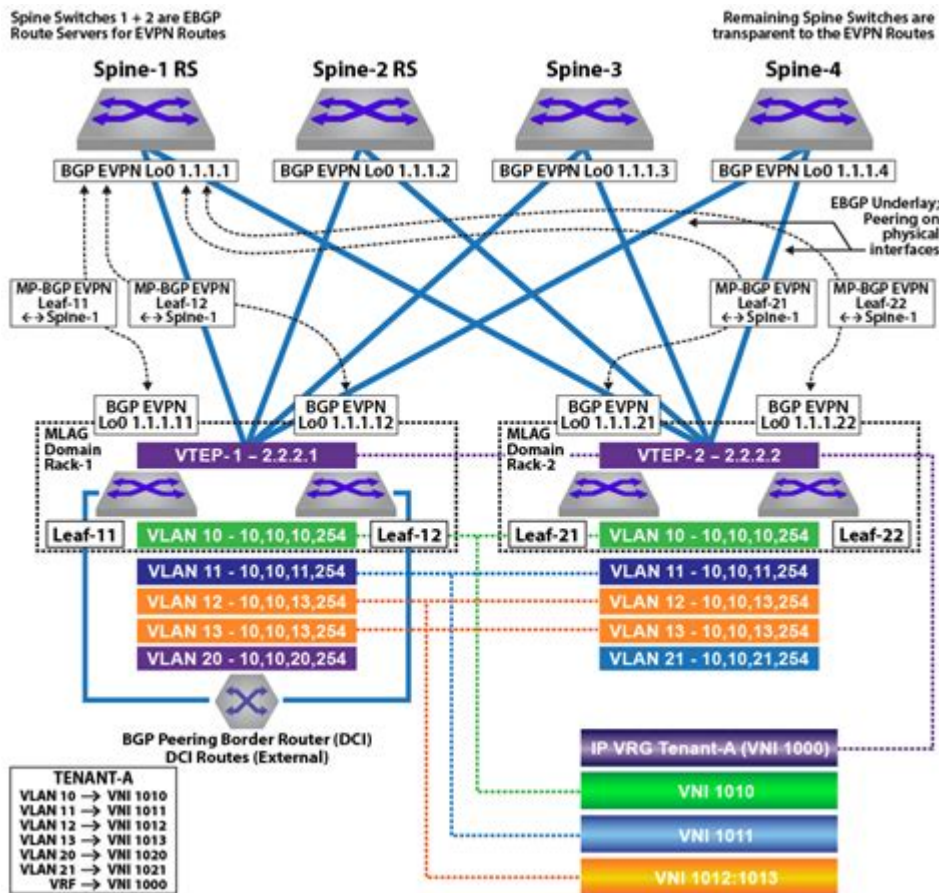 Spine Switches 1 + 2 are EBGP
Route Servers for EVPN Routes
Remaining Spine Switches are
transparent to the EVPN Routes
Spine-1 RS
Spine-2 RS
Spine-3
Spine-4
BGP EVPN Lo0 1.1.1.1
BGP EVPN Lo0 1.1.1.2
BGP EVPN Lo0 1.1.1.3
BGP EVPN Lo0 1.1.1.4
EBGP Underlay;
Peering on
physical
interfaces
MP-BGP EVPN
Leaf-11
←→Spine-1
MP-BGP EVPN
Leaf-12
←→Spine-1
MP-BGP EVPN
Leaf-21
←→Spine-1
MP-BGP EVPN
Leaf-22
←→Spine-1
BGP EVPN
Lo0 1.1.1.11
BGP EVPN
Lo0 1.1.1.12
BGP EVPN
Lo0 1.1.1.21
BGP EVPN
Lo0 1.1.1.22
MLAG
Domain
Rack-1
VTEP-1 – 2.2.2.1
MLAG
Domain
Rack-2
VTEP-2 – 2.2.2.2
Leaf-11
VLAN 10 - 10,10,10,254
Leaf-12
Leaf-21
VLAN 10 - 10,10,10,254
Leaf-22
VLAN 11 - 10,10,11,254
VLAN 12 - 10,10,13,254
VLAN 13 - 10,10,13,254
VLAN 20 - 10,10,20,254
VLAN 11 - 10,10,11,254
VLAN 12 - 10,10,13,254
VLAN 13 - 10,10,13,254
VLAN 21 - 10,10,21,254
BGP Peering Border Router (DCI)
DCI Routes (External)
IP VRG Tenant-A (VNI 1000)
VNI 1010
VNI 1011
VNI 1012:1013
TENANT-A
VLAN 10 → VNI 1010
VLAN 11 → VNI 1011
VLAN 12 → VNI 1012
VLAN 13 → VNI 1013
VLAN 20 → VNI 1020
VLAN 21 → VNI 1021
VRF → VNI 1000